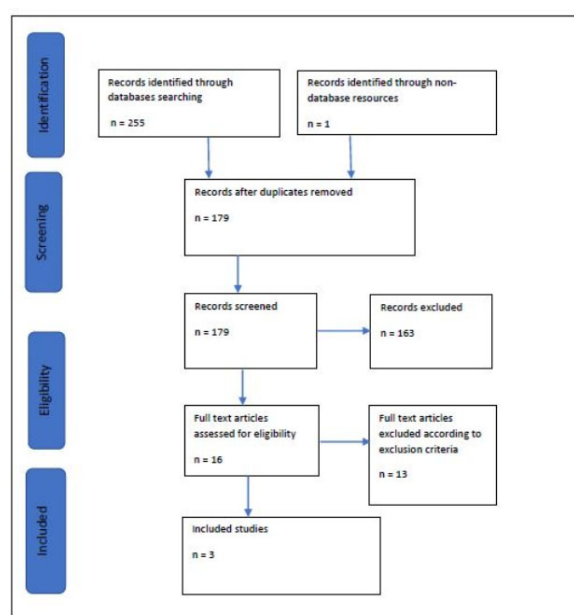 Identification
Records identified through
databases searching
n = 255
Records identified through non-
database resources
n = 1
Screening
Records after duplicates removed
n = 179
Records screened
n = 179
Records excluded
n = 163
Eligibility
Full text articles
assessed for eligibility
n = 16
Full text articles
excluded according to
exclusion criteria
n = 13
Included
Included studies
n = 3